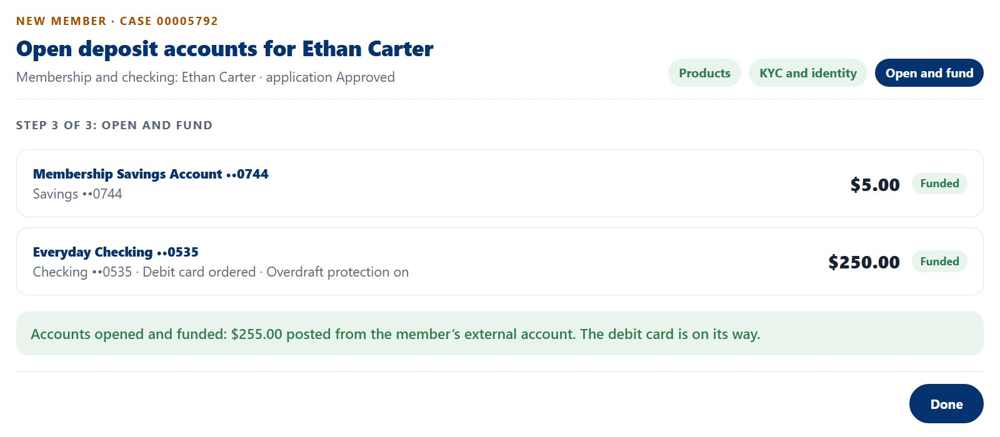 NEW MEMBER · CASE 00005792
Open deposit accounts for Ethan Carter
Membership and checking: Ethan Carter · application Approved
Products
KYC and identity
Open and fund
STEP 3 OF 3: OPEN AND FUND
Membership Savings Account ••0744
Savings ••0744
$5.00
Funded
Everyday Checking ••0535
Checking ••0535 · Debit card ordered · Overdraft protection on
$250.00
Funded
Accounts opened and funded: $255.00 posted from the member’s external account. The debit card is on its way.
Done